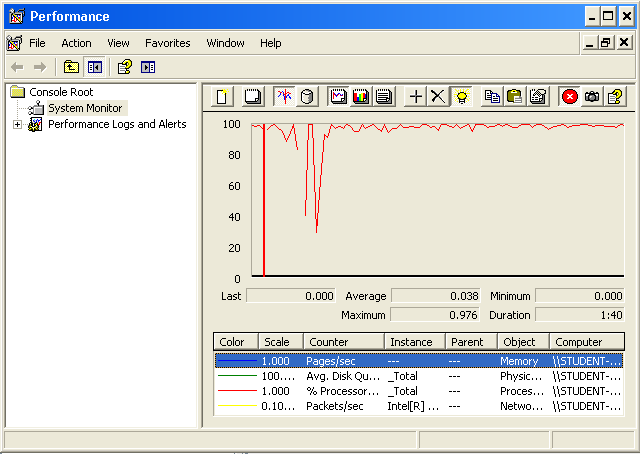 Performance
File Action View Favorites Window Help
Console Root
System Monitor
Performance Logs and Alerts
100
80
60
40
20
0
Last 0.000 Average 0.038 Minimum 0.000
Maximum 0.976 Duration 1:40
Color Scale Counter Instance Parent Object Computer
1.000 Pages/sec --- --- Memory \\STUDENT-...
100.... Avg. Disk Qu... _Total --- Physic... \\STUDENT-...
1.000 % Processor... _Total --- Proces... \\STUDENT-...
0.10... Packets/sec Intel[R] ... --- Netwo... \\STUDENT-...